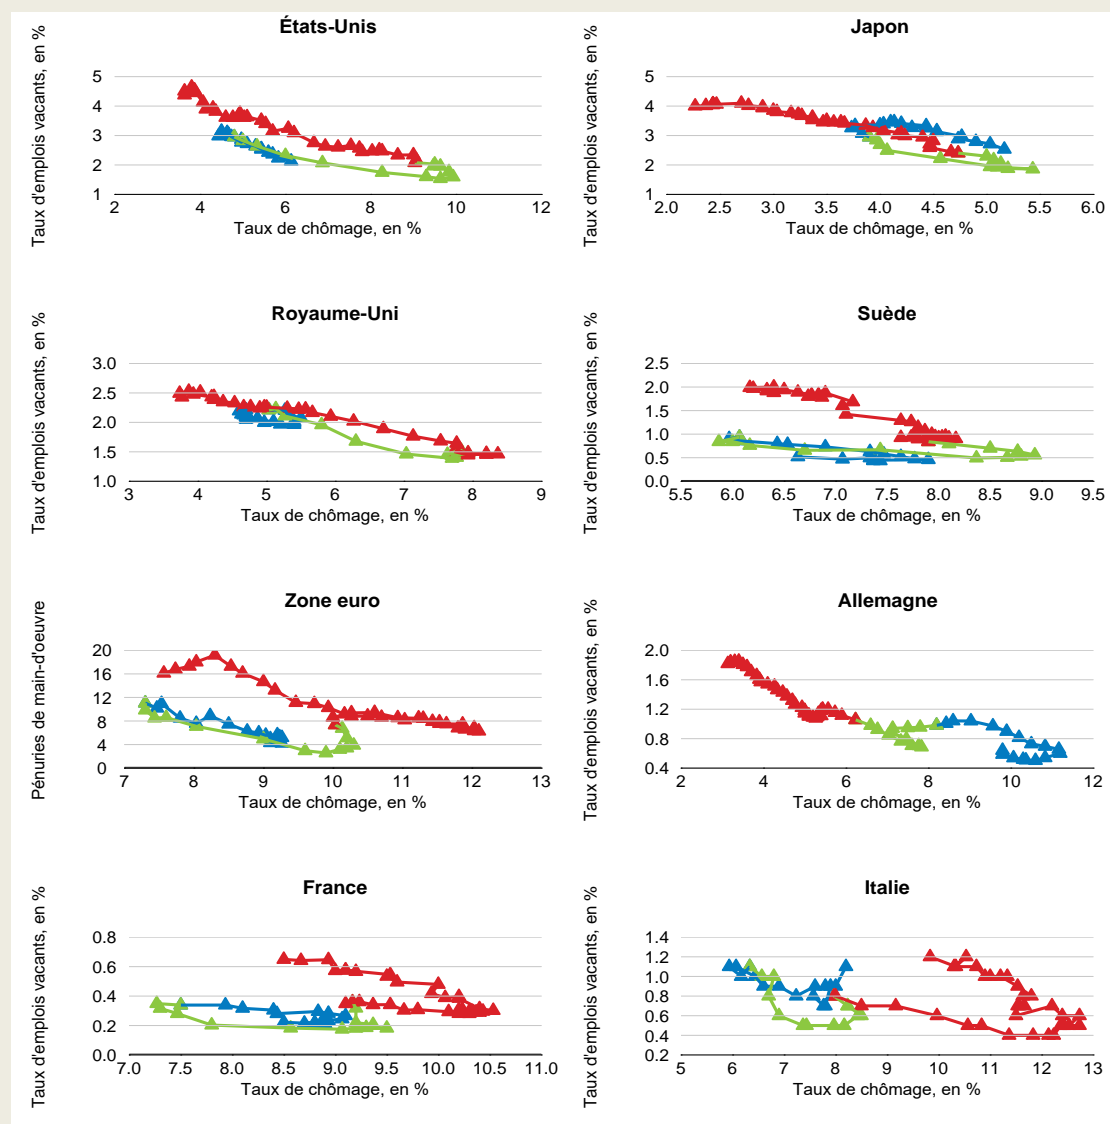 États-Unis
Taux d'emplois vacants, en %
5
4
3
2
1
2 4 6 8 10 12
Taux de chômage, en %
Japon
Taux d'emplois vacants, en %
5
4
3
2
1
2.0 2.5 3.0 3.5 4.0 4.5 5.0 5.5 6.0
Taux de chômage, en %
Royaume-Uni
Taux d'emplois vacants, en %
3.0
2.5
2.0
1.5
1.0
3 4 5 6 7 8 9
Taux de chômage, en %
Suède
Taux d'emplois vacants, en %
2.5
2.0
1.5
1.0
0.5
0.0
5.5 6.0 6.5 7.0 7.5 8.0 8.5 9.0 9.5
Taux de chômage, en %
Zone euro
Pénuries de main-d'oeuvre
20
16
12
8
4
0
7 8 9 10 11 12 13
Taux de chômage, en %
Allemagne
Taux d'emplois vacants, en %
2.0
1.6
1.2
0.8
0.4
2 4 6 8 10 12
Taux de chômage, en %
France
Taux d'emplois vacants, en %
0.8
0.6
0.4
0.2
0.0
7.0 7.5 8.0 8.5 9.0 9.5 10.0 10.5 11.0
Taux de chômage, en %
Italie
Taux d'emplois vacants, en %
1.4
1.2
1.0
0.8
0.6
0.4
0.2
5 6 7 8 9 10 11 12 13
Taux de chômage, en %